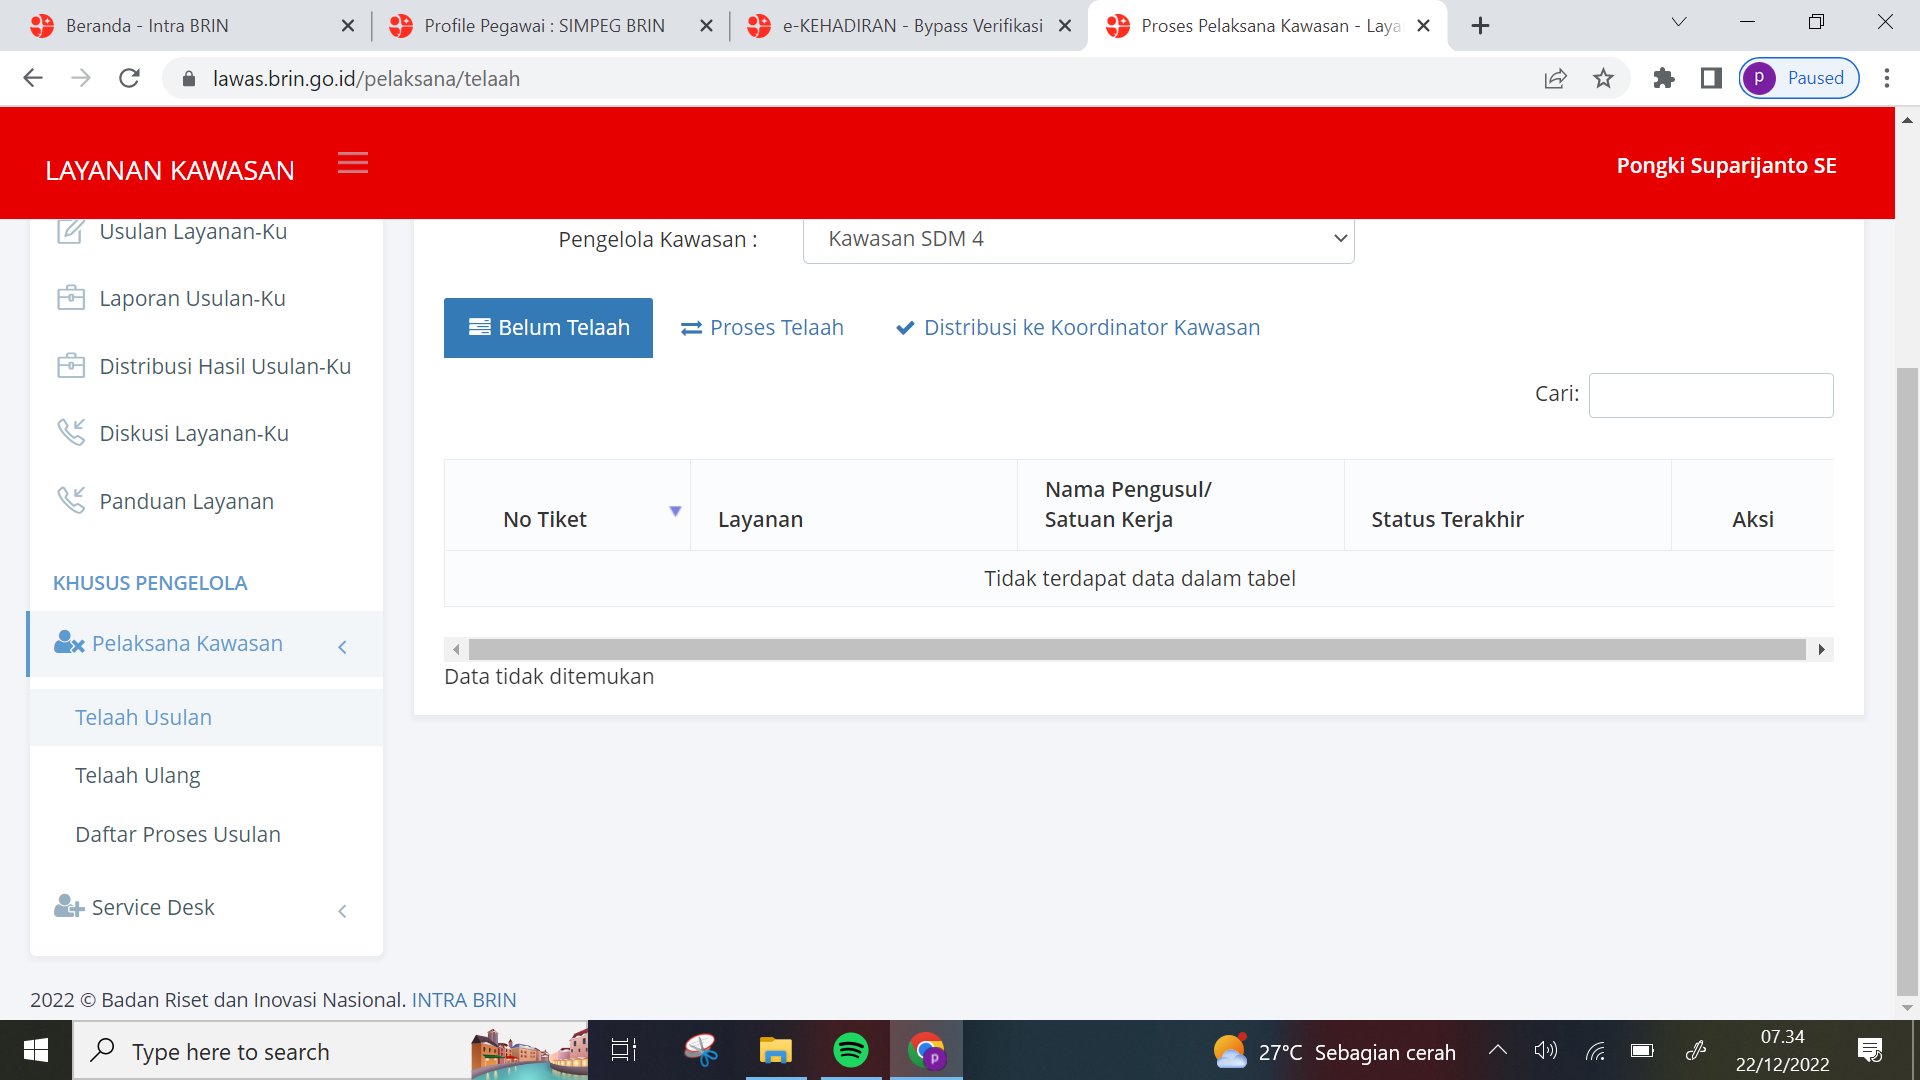 Beranda - Intra BRIN
Profile Pegawai : SIMPEG BRIN
e-KEHADIRAN - Bypass Verifikasi
Proses Pelaksana Kawasan - Laya
lawas.brin.go.id/pelaksana/telaah
P
Paused
LAYANAN KAWASAN
Pongki Suparijanto SE
Usulan Layanan-Ku
Laporan Usulan-Ku
Distribusi Hasil Usulan-Ku
Diskusi Layanan-Ku
Panduan Layanan
KHUSUS PENGELOLA
Pelaksana Kawasan
Telaah Usulan
Telaah Ulang
Daftar Proses Usulan
Service Desk
Pengelola Kawasan :
Kawasan SDM 4
Belum Telaah
Proses Telaah
Distribusi ke Koordinator Kawasan
Cari:
No Tiket
Layanan
Nama Pengusul/
Satuan Kerja
Status Terakhir
Aksi
Tidak terdapat data dalam tabel
Data tidak ditemukan
2022 © Badan Riset dan Inovasi Nasional. INTRA BRIN
Type here to search
P
27°C Sebagian cerah
07.34
22/12/2022